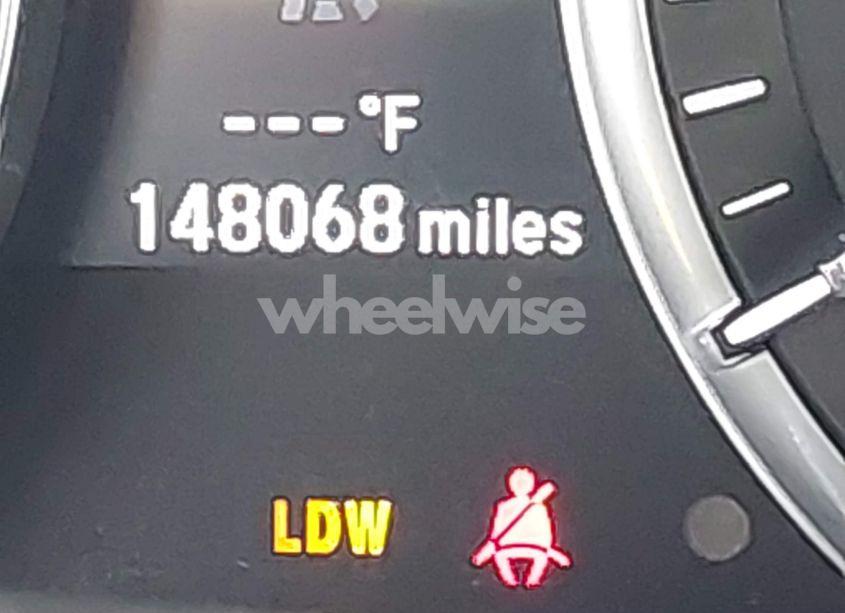 ---°F
148068 miles
wheelwise
LDW